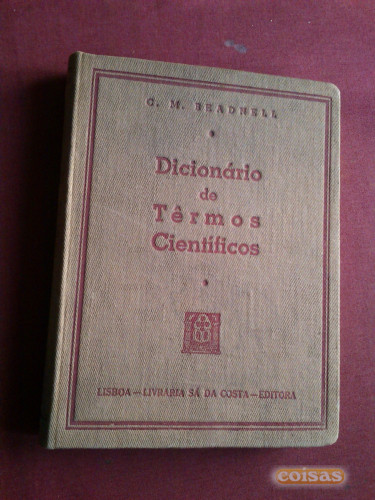 C. M. BEADNELL
Dicionário
de
Têrmos
Científicos
LISBOA — LIVRARIA SÁ DA COSTA — EDITORA
coisas